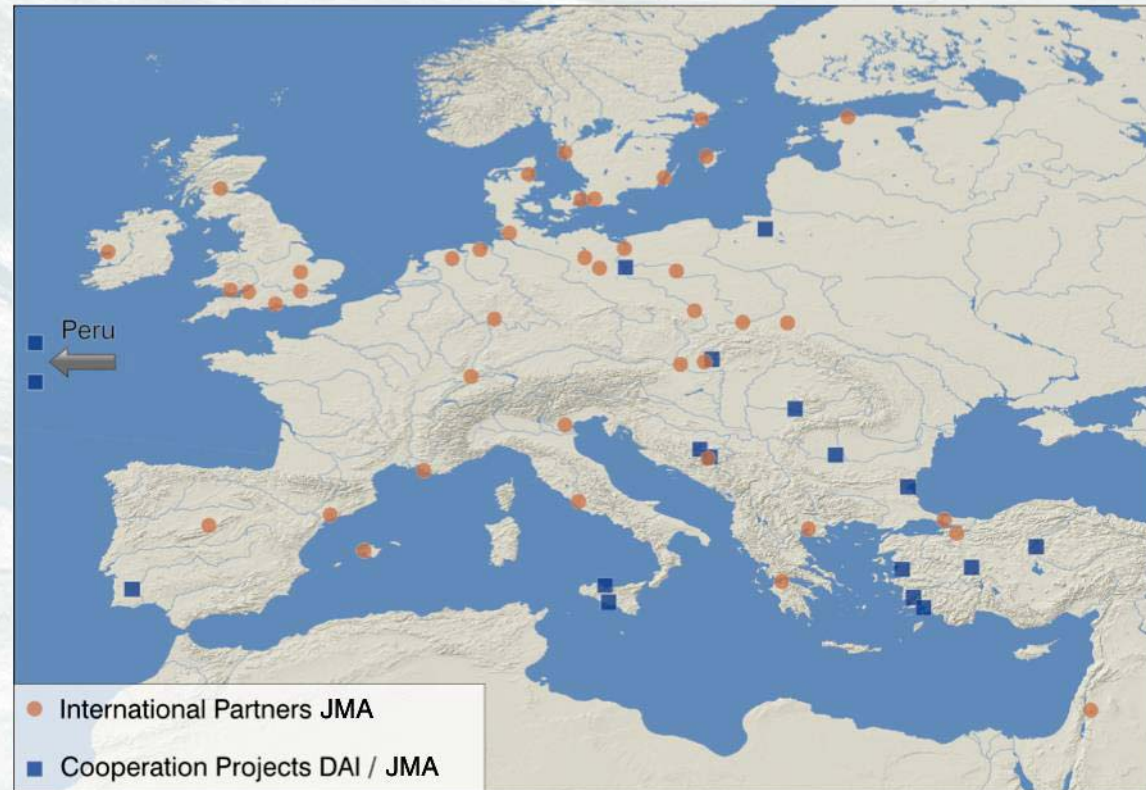 Peru
International Partners JMA
Cooperation Projects DAI / JMA